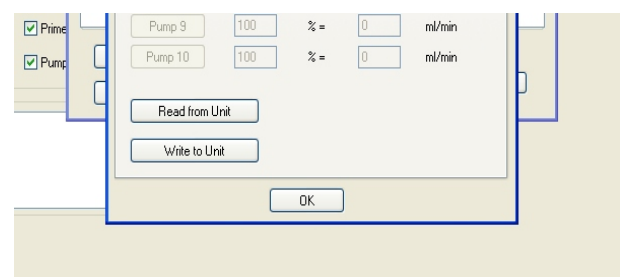 Prime
Pump 9 100 % = 0 ml/min
Pump
Pump 10 100 % = 0 ml/min
Read from Unit
Write to Unit
OK